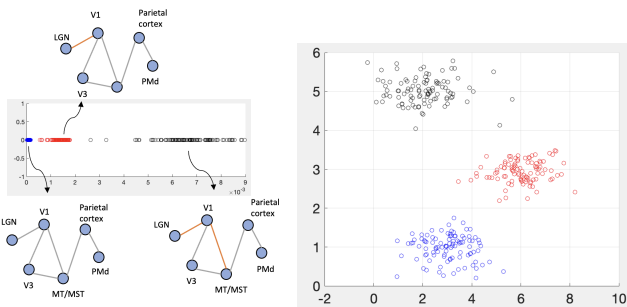 V1
Parietal
cortex
LGN
V3
PMd
1
0.5
0
-0.5
-1
0 1 2 3 4 5 6 7 8 9
×10⁻³
V1
Parietal
cortex
LGN
V3
MT/MST
PMd
V1
Parietal
cortex
LGN
V3
MT/MST
PMd
6
5
4
3
2
1
0
-2 0 2 4 6 8 10